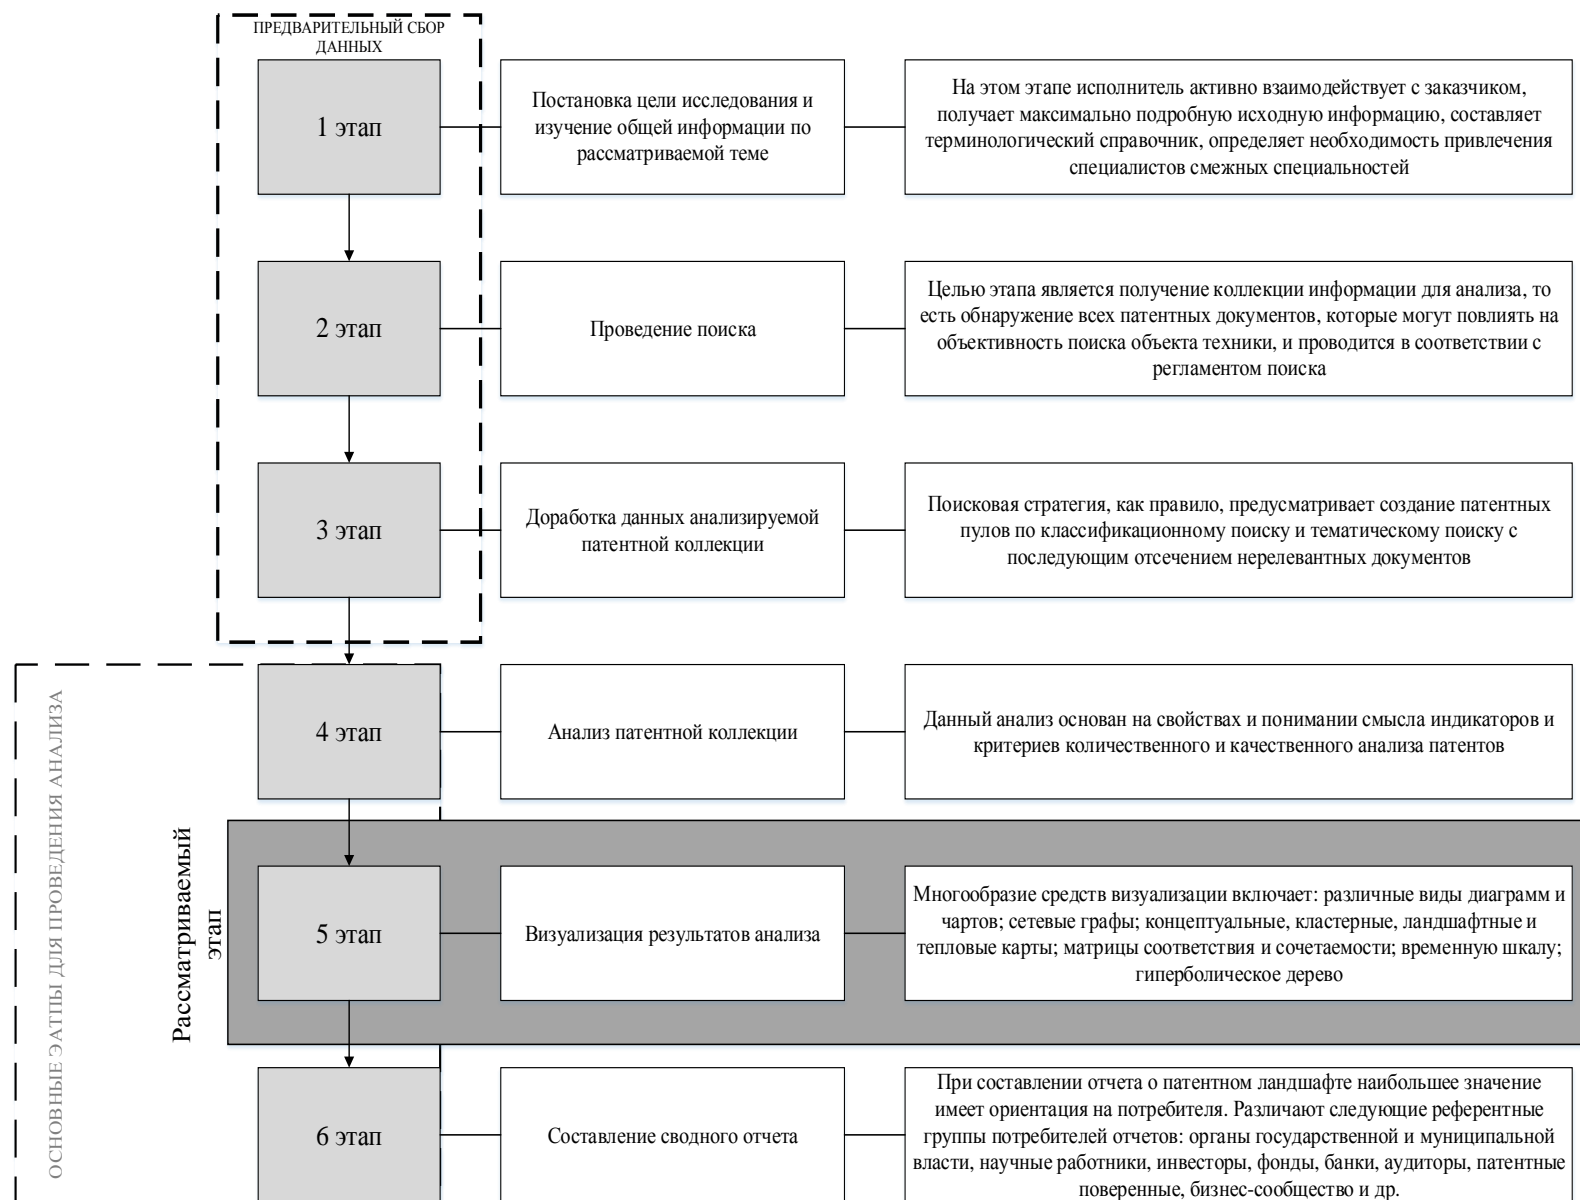 ПРЕДВАРИТЕЛЬНЫЙ СБОР
ДАННЫХ
1 этап
Постановка цели исследования и
изучение общей информации по
рассматриваемой теме
На этом этапе исполнитель активно взаимодействует с заказчиком,
получает максимально подробную исходную информацию, составляет
терминологический справочник, определяет необходимость привлечения
специалистов смежных специальностей
2 этап
Проведение поиска
Целью этапа является получение коллекции информации для анализа, то
есть обнаружение всех патентных документов, которые могут повлиять на
объективность поиска объекта техники, и проводится в соответствии с
регламентом поиска
3 этап
Доработка данных анализируемой
патентной коллекции
Поисковая стратегия, как правило, предусматривает создание патентных
пулов по классификационному поиску и тематическому поиску с
последующим отсечением нерелевантных документов
ОСНОВНЫЕ ЭАТПЫ ДЛЯ ПРОВЕДЕНИЯ АНАЛИЗА
4 этап
Анализ патентной коллекции
Данный анализ основан на свойствах и понимании смысла индикаторов и
критериев количественного и качественного анализа патентов
Рассматриваемый
этап
5 этап
Визуализация результатов анализа
Многообразие средств визуализации включает: различные виды диаграмм и
чартов; сетевые графы; концептуальные, кластерные, ландшафтные и
тепловые карты; матрицы соответствия и сочетаемости; временную шкалу;
гиперболическое дерево
6 этап
Составление сводного отчета
При составлении отчета о патентном ландшафте наибольшее значение
имеет ориентация на потребителя. Различают следующие референтные
группы потребителей отчетов: органы государственной и муниципальной
власти, научные работники, инвесторы, фонды, банки, аудиторы, патентные
поверенные, бизнес-сообщество и др.